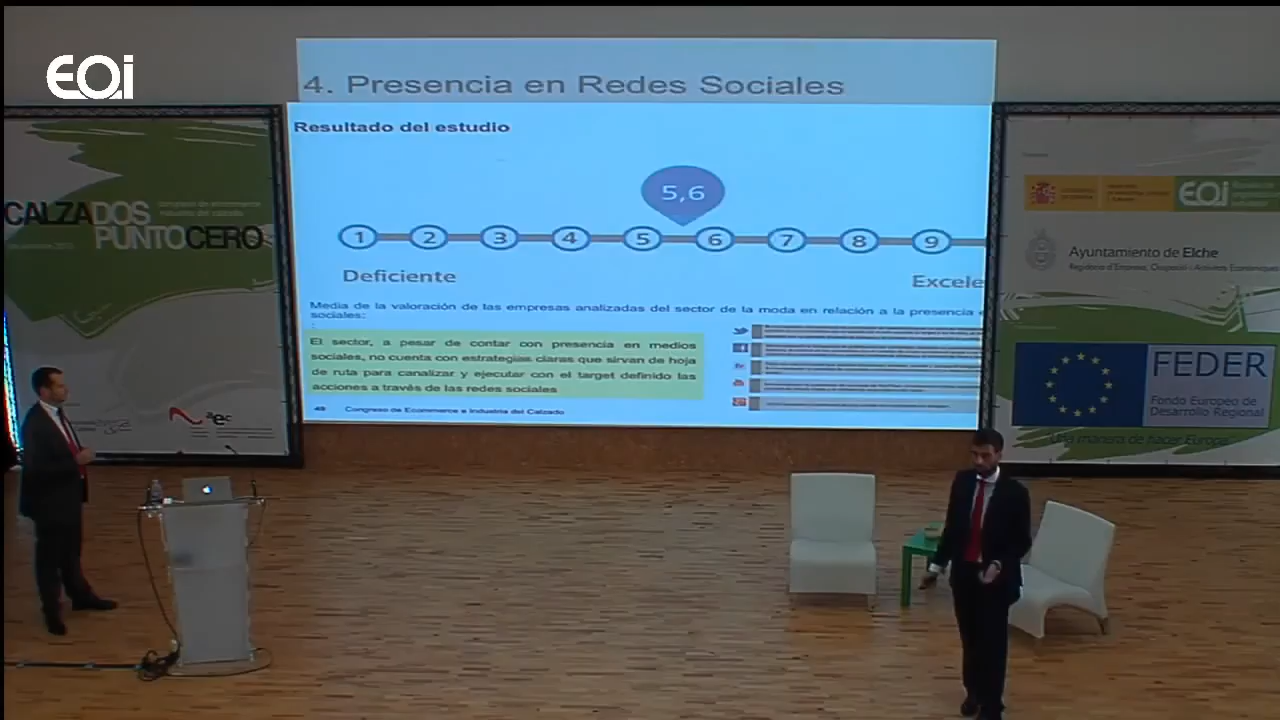 EOi
4. Presencia en Redes Sociales
Resultado del estudio
5,6
1 2 3 4 5 6 7 8 9
Deficiente
Excele
Media de la valoración de las empresas analizadas del sector de la moda en relación a la presencia
sociales:
El sector, a pesar de contar con presencia en medios
sociales, no cuenta con estrategias claras que sirvan de hoja
de ruta para canalizar y ejecutar con el target definido las
acciones a través de las redes sociales
49 Congreso de Ecommerce e Industria del Calzado
CALZADOS
PUNTOCERO
aec
EOi
Ayuntamiento de Elche
FEDER
Fondo Europeo de
Desarrollo Regional
Una manera de hacer Europa